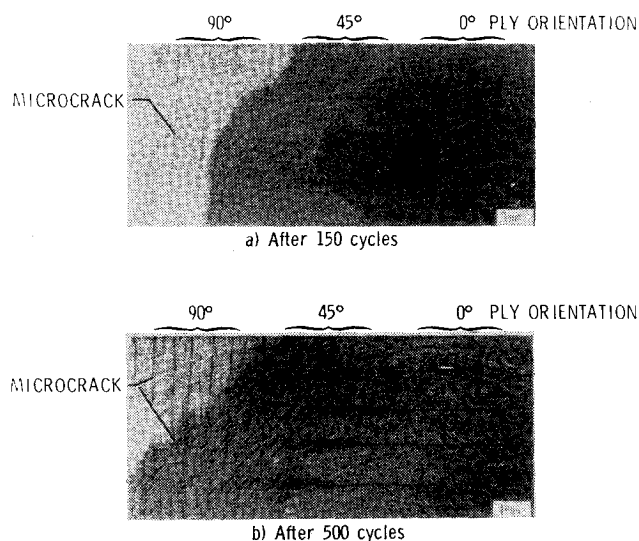 90° 45° 0° PLY ORIENTATION
MICROCRACK
a) After 150 cycles
90° 45° 0° PLY ORIENTATION
MICROCRACK
b) After 500 cycles